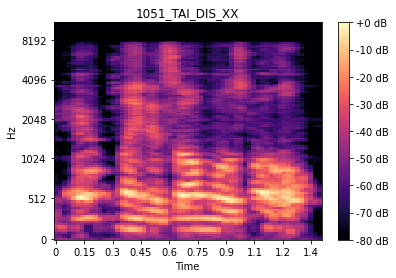 1051_TAI_DIS_XX
Hz
8192
4096
2048
1024
512
0
0 0.15 0.3 0.45 0.6 0.75 0.9 1.1 1.2 1.4
Time
+0 dB
-10 dB
-20 dB
-30 dB
-40 dB
-50 dB
-60 dB
-70 dB
-80 dB